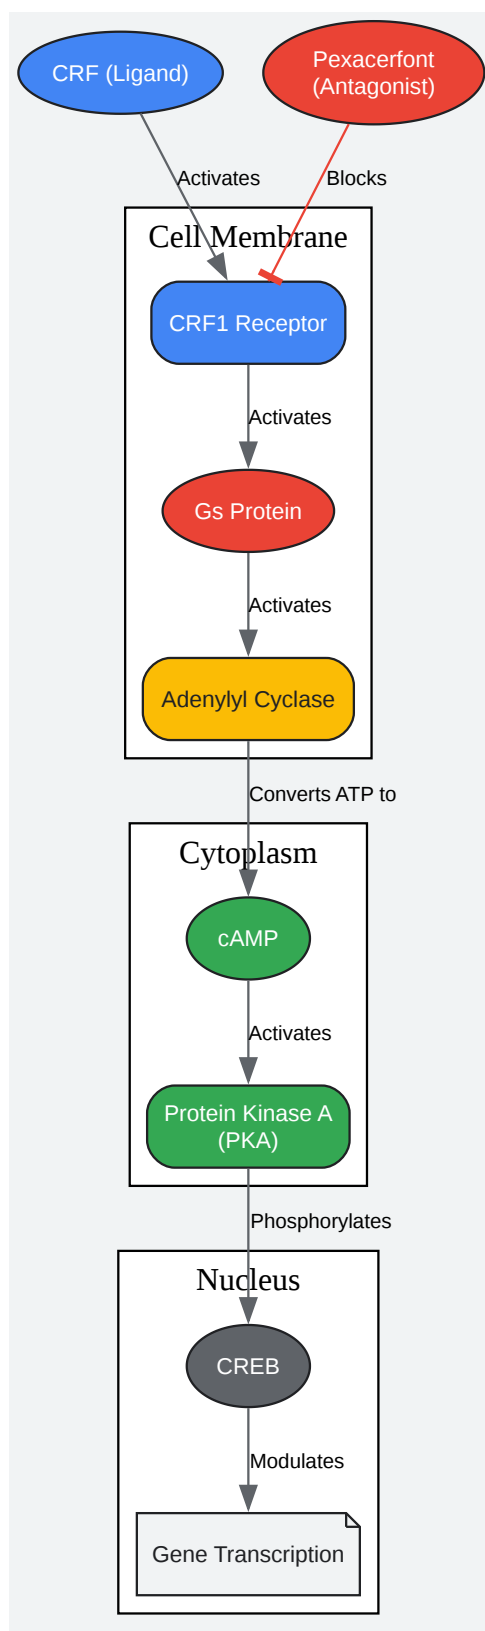 CRF (Ligand)
Pexacerfont
(Antagonist)
Activates
Blocks
Cell Membrane
CRF1 Receptor
Activates
Gs Protein
Activates
Adenylyl Cyclase
Converts ATP to
Cytoplasm
cAMP
Activates
Protein Kinase A
(PKA)
Phosphorylates
Nucleus
CREB
Modulates
Gene Transcription